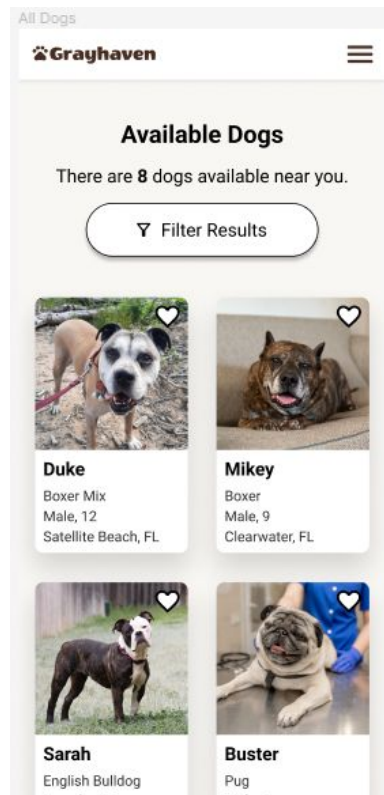 All Dogs
Grayhaven
Available Dogs
There are 8 dogs available near you.
Filter Results
Duke
Boxer Mix
Male, 12
Satellite Beach, FL
Mikey
Boxer
Male, 9
Clearwater, FL
Sarah
English Bulldog
Buster
Pug